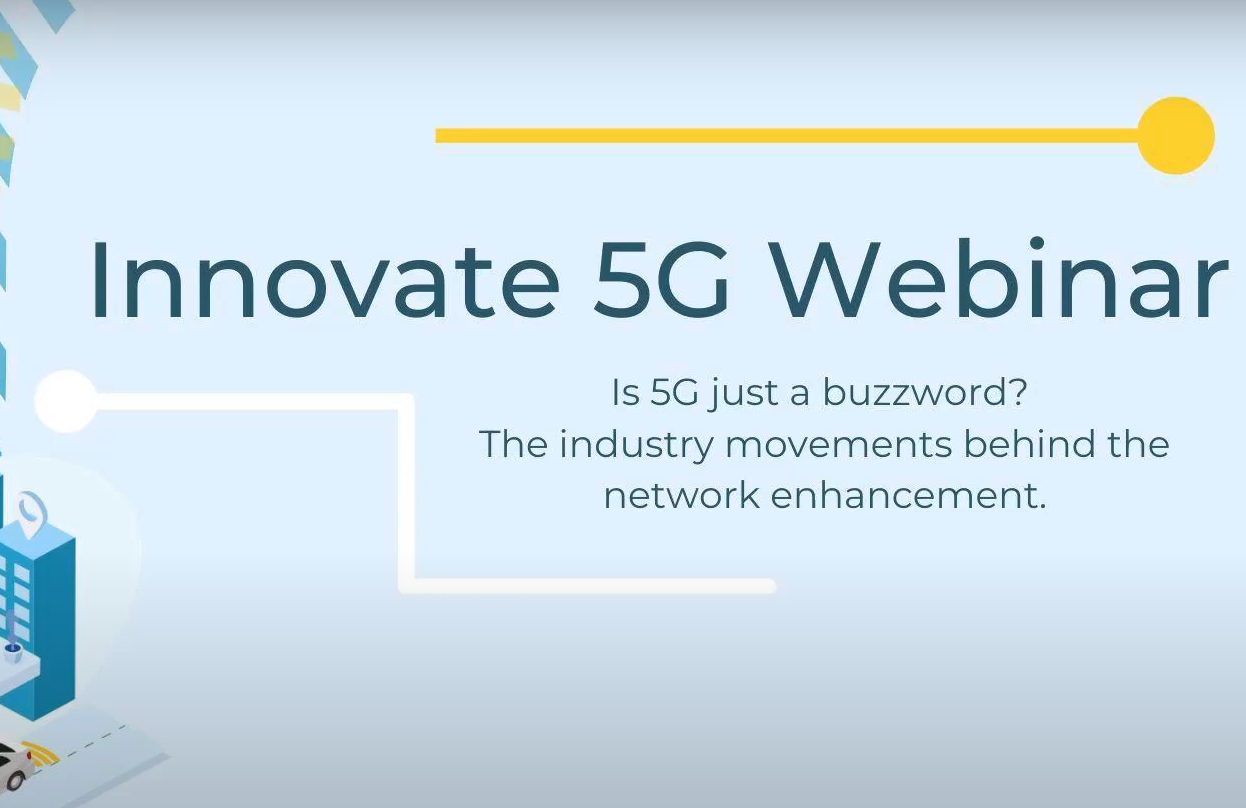 Innovate 5G Webinar
Is 5G just a buzzword?
The industry movements behind the
network enhancement.